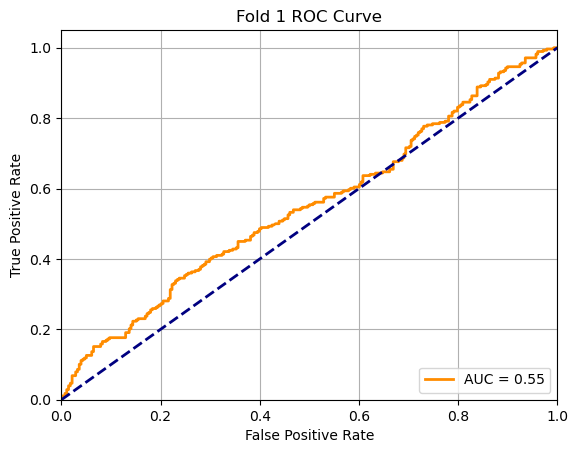 Fold 1 ROC Curve
True Positive Rate
1.0
0.8
0.6
0.4
0.2
0.0
AUC = 0.55
0.0 0.2 0.4 0.6 0.8 1.0
False Positive Rate